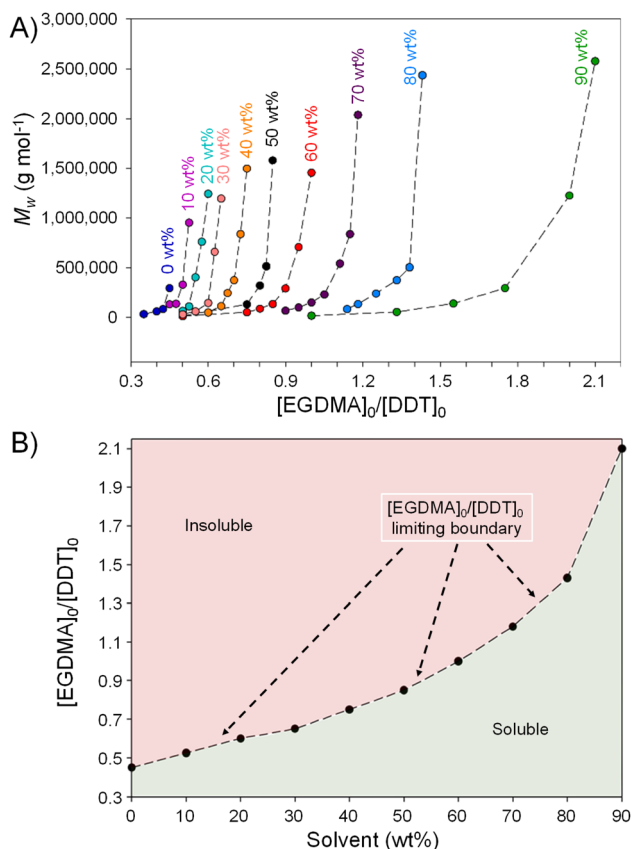 A)
3,000,000
2,500,000
2,000,000
1,500,000
1,000,000
500,000
0
M_w (g mol⁻¹)
0 wt%
10 wt%
20 wt%
30 wt%
40 wt%
50 wt%
60 wt%
70 wt%
80 wt%
90 wt%
0.3 0.6 0.9 1.2 1.5 1.8 2.1
[EGDMA]₀/[DDT]₀
B)
2.1
1.9
1.7
1.5
1.3
1.1
0.9
0.7
0.5
0.3
[EGDMA]₀/[DDT]₀
Insoluble
[EGDMA]₀/[DDT]₀
limiting boundary
Soluble
0 10 20 30 40 50 60 70 80 90
Solvent (wt%)